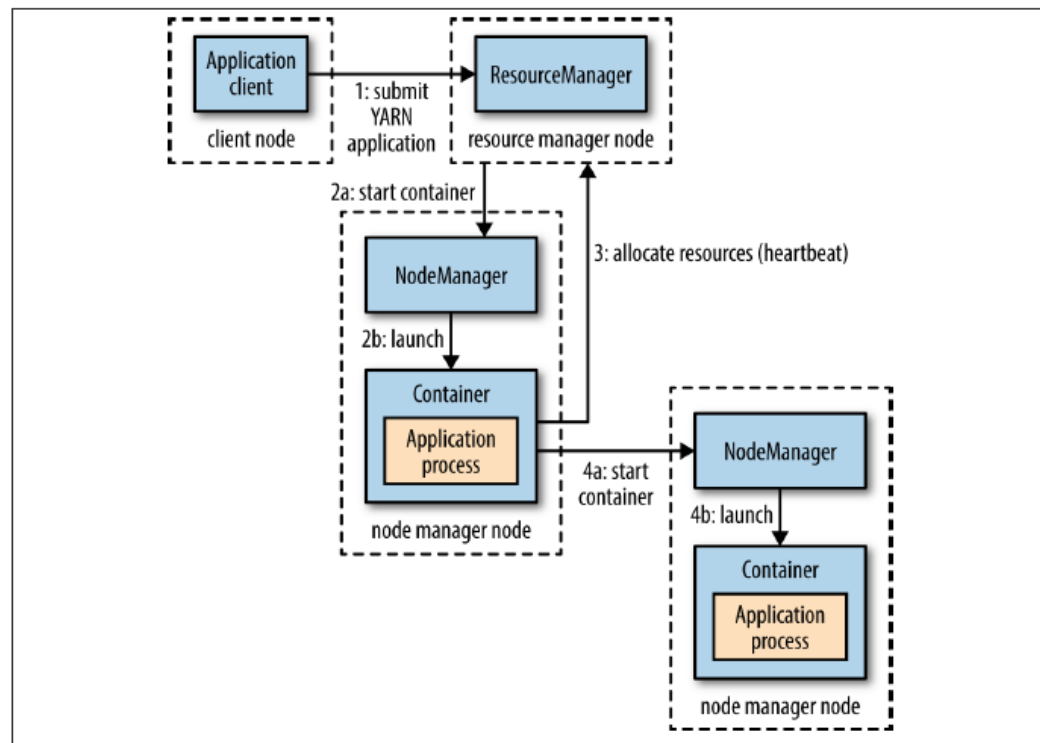 Application
client
client node
1: submit
YARN
application
ResourceManager
resource manager node
2a: start container
NodeManager
2b: launch
Container
Application
process
node manager node
3: allocate resources (heartbeat)
4a: start
container
NodeManager
4b: launch
Container
Application
process
node manager node